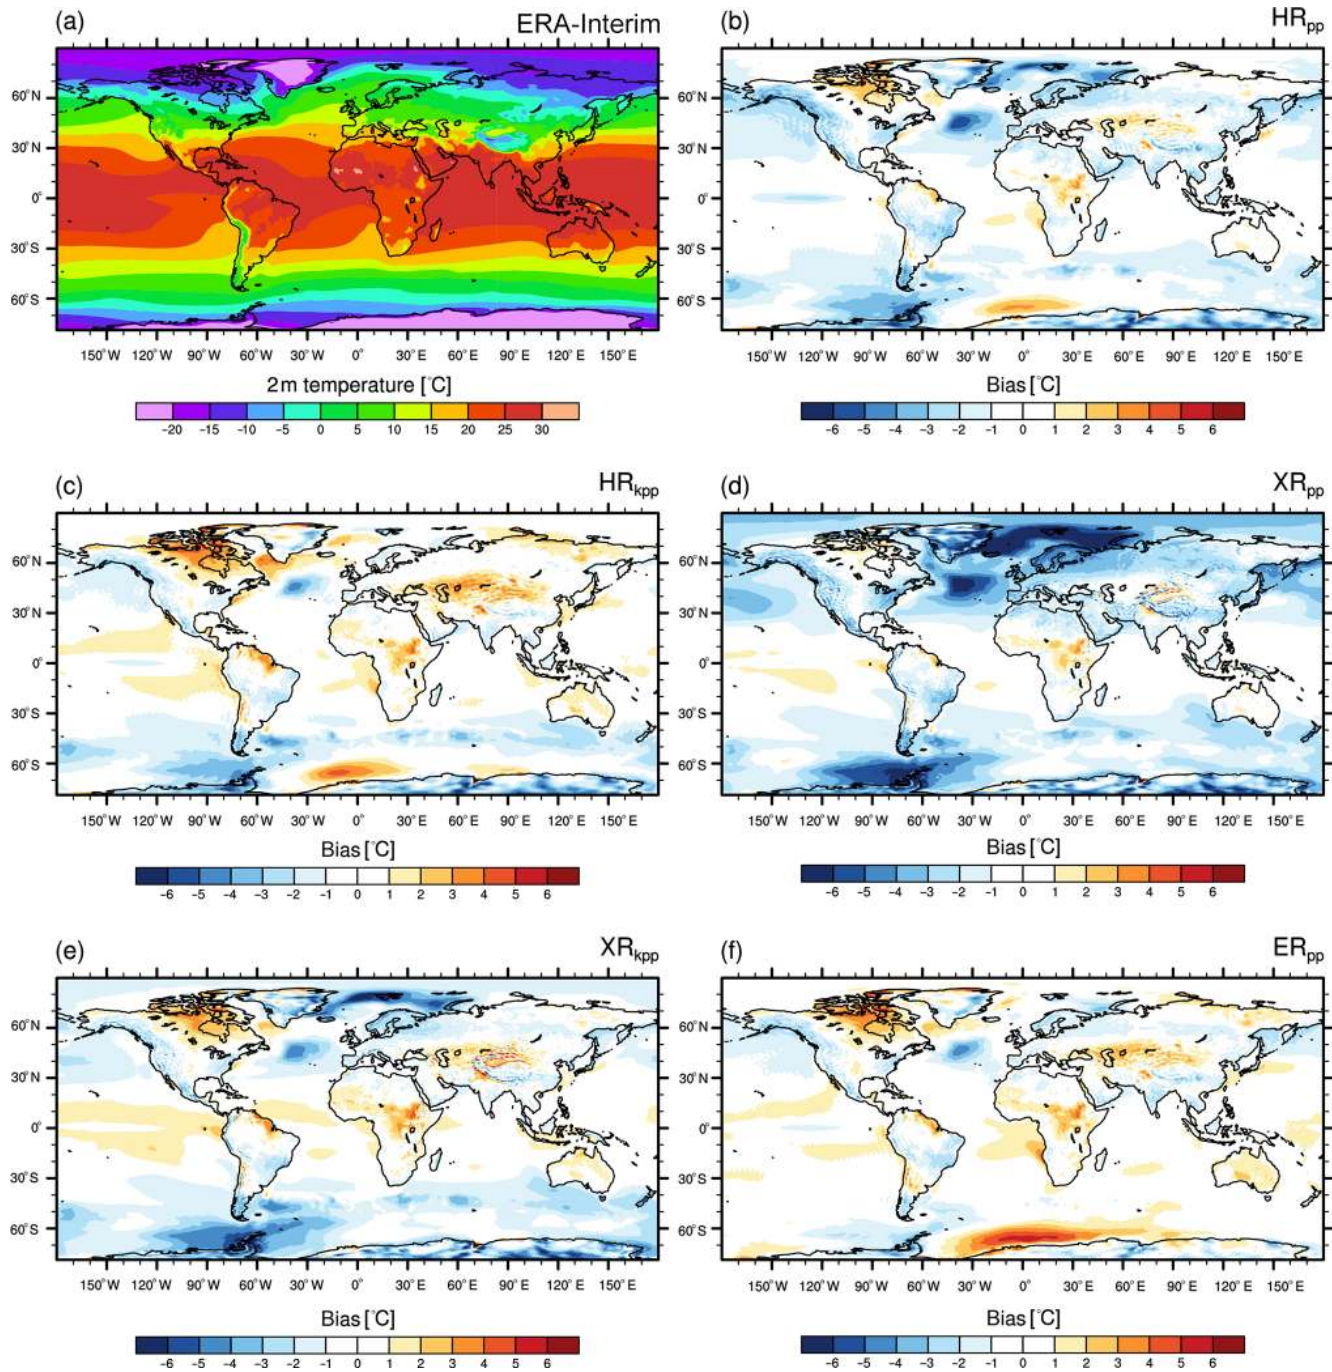 (a) ERA-Interim
60°N
30°N
0°
30°S
60°S
150°W 120°W 90°W 60°W 30°W 0° 30°E 60°E 90°E 120°E 150°E
2m temperature [°C]
-20 -15 -10 -5 0 5 10 15 20 25 30
(b) HRpp
60°N
30°N
0°
30°S
60°S
150°W 120°W 90°W 60°W 30°W 0° 30°E 60°E 90°E 120°E 150°E
Bias [°C]
-6 -5 -4 -3 -2 -1 0 1 2 3 4 5 6
(c) HRkpp
60°N
30°N
0°
30°S
60°S
150°W 120°W 90°W 60°W 30°W 0° 30°E 60°E 90°E 120°E 150°E
Bias [°C]
-6 -5 -4 -3 -2 -1 0 1 2 3 4 5 6
(d) XRpp
60°N
30°N
0°
30°S
60°S
150°W 120°W 90°W 60°W 30°W 0° 30°E 60°E 90°E 120°E 150°E
Bias [°C]
-6 -5 -4 -3 -2 -1 0 1 2 3 4 5 6
(e) XRkpp
60°N
30°N
0°
30°S
60°S
150°W 120°W 90°W 60°W 30°W 0° 30°E 60°E 90°E 120°E 150°E
Bias [°C]
-6 -5 -4 -3 -2 -1 0 1 2 3 4 5 6
(f) ERpp
60°N
30°N
0°
30°S
60°S
150°W 120°W 90°W 60°W 30°W 0° 30°E 60°E 90°E 120°E 150°E
Bias [°C]
-6 -5 -4 -3 -2 -1 0 1 2 3 4 5 6